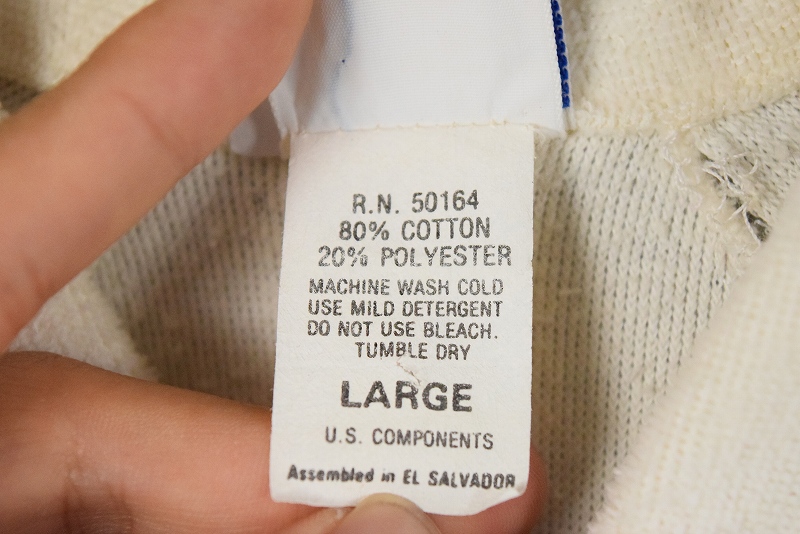 R.N. 50164
80% COTTON
20% POLYESTER
MACHINE WASH COLD
USE MILD DETERGENT
DO NOT USE BLEACH.
TUMBLE DRY
LARGE
U.S. COMPONENTS
Assembled in EL SALVADOR